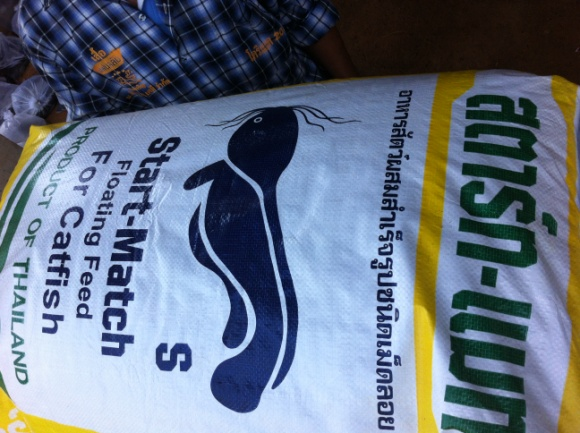 สตาร์ท-แมท
อาหารสัตว์ผสมสำเร็จรูปชนิดเม็ดลอย
S
Start-Match
Floating Feed
For Catfish
PRODUCT OF THAILAND